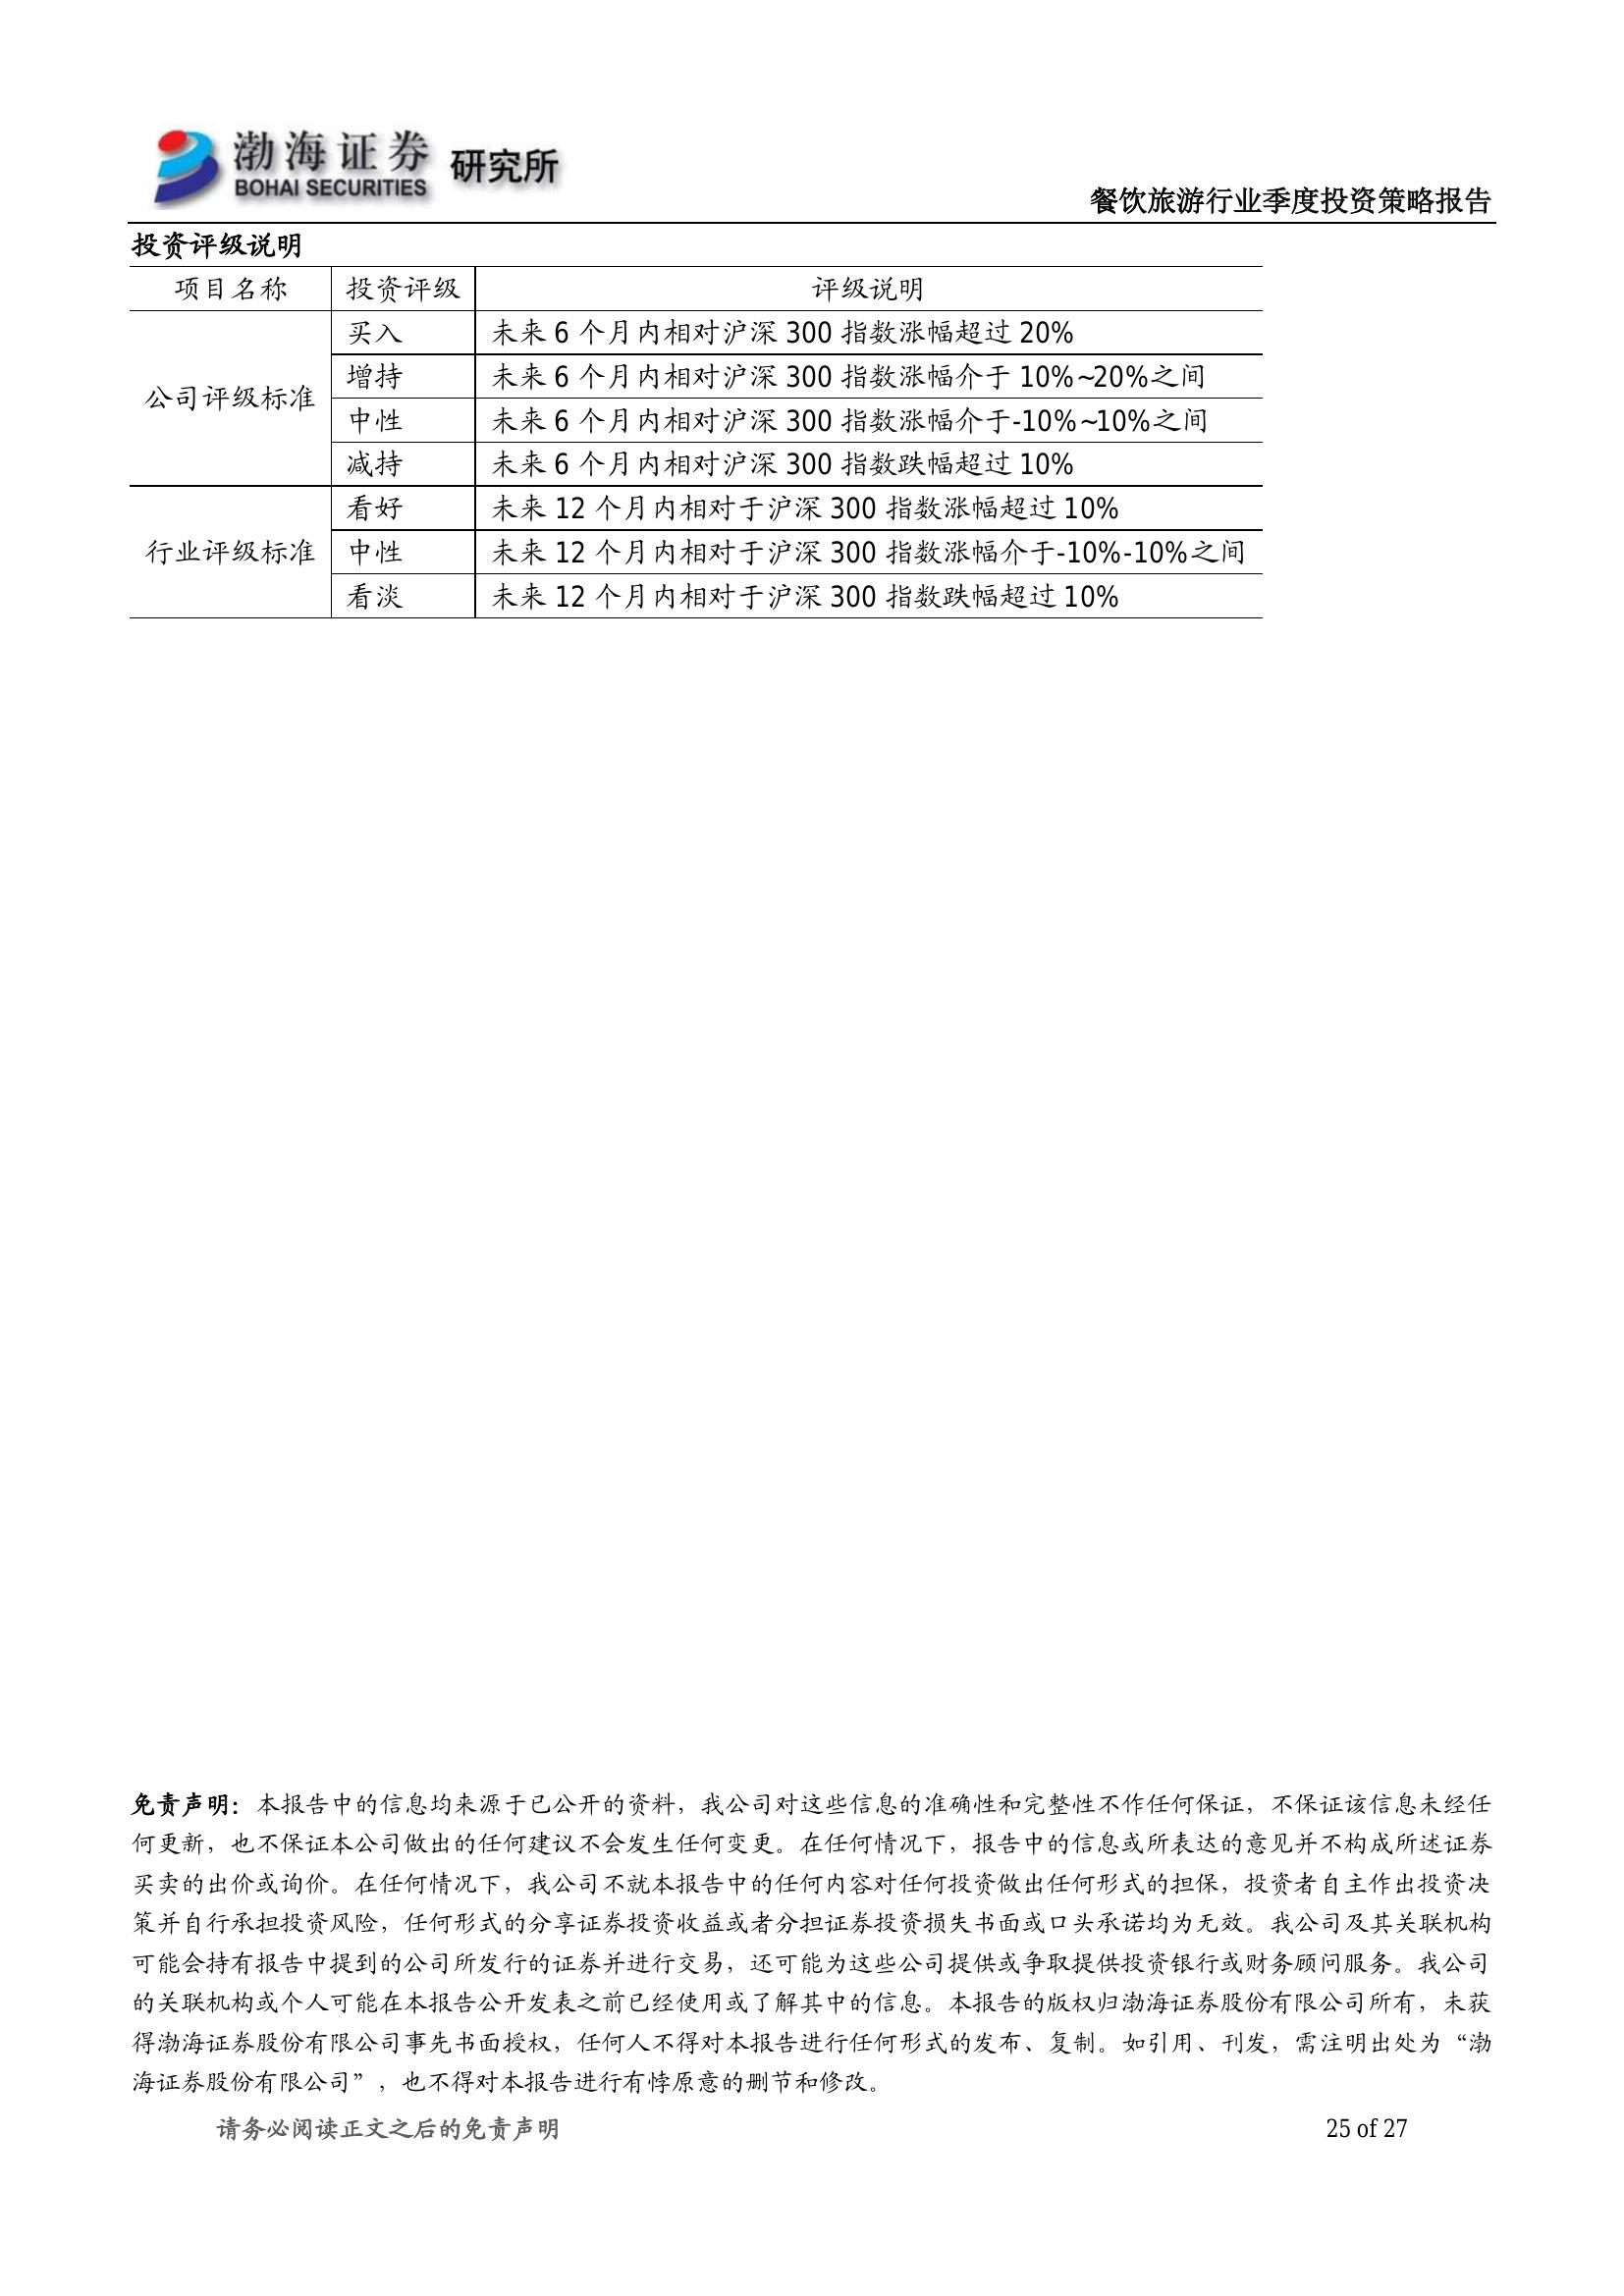 渤海证券 研究所
BOHAI SECURITIES
餐饮旅游行业季度投资策略报告
投资评级说明
项目名称 投资评级 评级说明
公司评级标准
买入 未来 6 个月内相对沪深 300 指数涨幅超过 20%
增持 未来 6 个月内相对沪深 300 指数涨幅介于 10%~20%之间
中性 未来 6 个月内相对沪深 300 指数涨幅介于-10%~10%之间
减持 未来 6 个月内相对沪深 300 指数跌幅超过 10%
行业评级标准
看好 未来 12 个月内相对于沪深 300 指数涨幅超过 10%
中性 未来 12 个月内相对于沪深 300 指数涨幅介于-10%-10%之间
看淡 未来 12 个月内相对于沪深 300 指数跌幅超过 10%
免责声明：本报告中的信息均来源于已公开的资料，我公司对这些信息的准确性和完整性不作任何保证，不保证该信息未经任
何更新，也不保证本公司做出的任何建议不会发生任何变更。在任何情况下，报告中的信息或所表达的意见并不构成所述证券
买卖的出价或询价。在任何情况下，我公司不就本报告中的任何内容对任何投资做出任何形式的担保，投资者自主作出投资决
策并自行承担投资风险，任何形式的分享证券投资收益或者分担证券投资损失书面或口头承诺均为无效。我公司及其关联机构
可能会持有报告中提到的公司所发行的证券并进行交易，还可能为这些公司提供或争取提供投资银行或财务顾问服务。我公司
的关联机构或个人可能在本报告公开发表之前已经使用或了解其中的信息。本报告的版权归渤海证券股份有限公司所有，未获
得渤海证券股份有限公司事先书面授权，任何人不得对本报告进行任何形式的发布、复制。如引用、刊发，需注明出处为“渤
海证券股份有限公司”，也不得对本报告进行有悖原意的删节和修改。
请务必阅读正文之后的免责声明 25 of 27